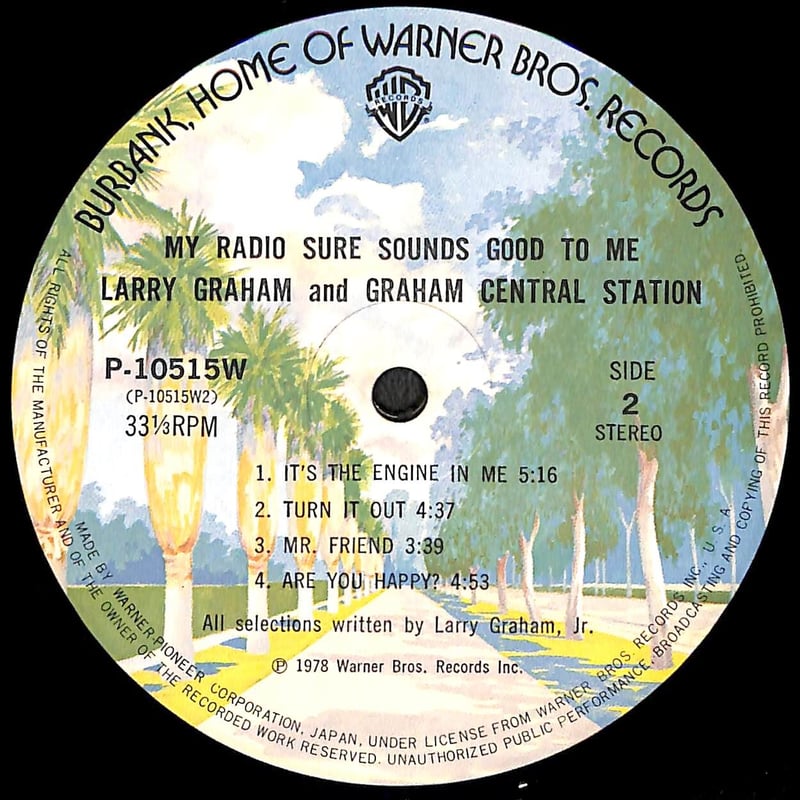 BURBANK, HOME OF WARNER BROS. RECORDS
W RECORDS
MY RADIO SURE SOUNDS GOOD TO ME
LARRY GRAHAM and GRAHAM CENTRAL STATION
P-10515W
(P-10515W2)
33⅓RPM
SIDE
2
STEREO
1. IT'S THE ENGINE IN ME 5:16
2. TURN IT OUT 4:37
3. MR. FRIEND 3:39
4. ARE YOU HAPPY? 4:53
All selections written by Larry Graham, Jr.
Ⓟ 1978 Warner Bros. Records Inc.
MADE BY WARNER-PIONEER CORPORATION, JAPAN, UNDER LICENSE FROM WARNER BROS. RECORDS INC., U.S.A.
ALL RIGHTS OF THE MANUFACTURER AND OF THE OWNER OF THE RECORDED WORK RESERVED. UNAUTHORIZED PUBLIC PERFORMANCE, BROADCASTING AND COPYING OF THIS RECORD PROHIBITED.